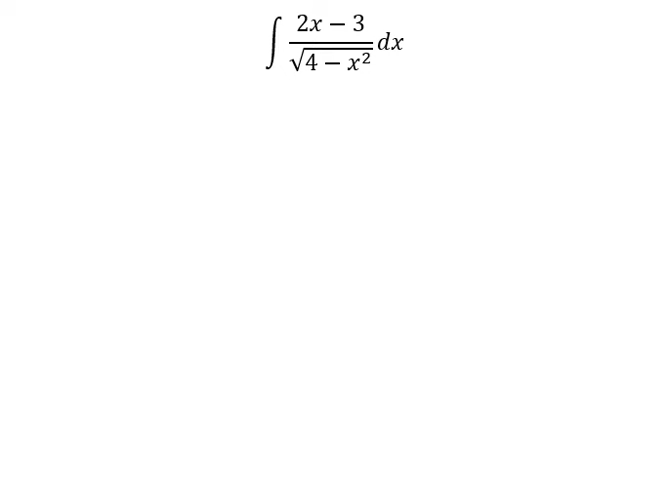 ∫ (2x − 3)/√(4 − x²) dx